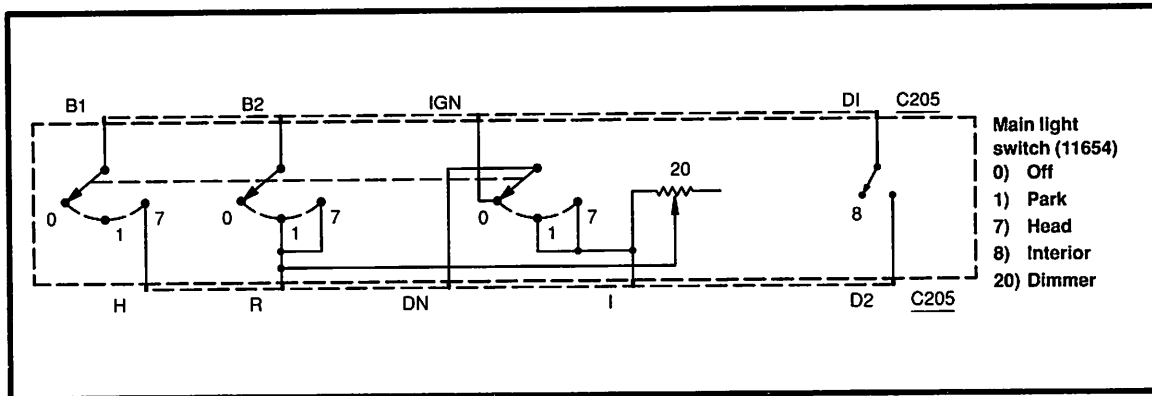 B1 B2 IGN DI C205
Main light
switch (11654)
0) Off
1) Park
7) Head
8) Interior
20) Dimmer
20
0 1 7 0 1 7 0 1 7 8
H R DN I D2 C205